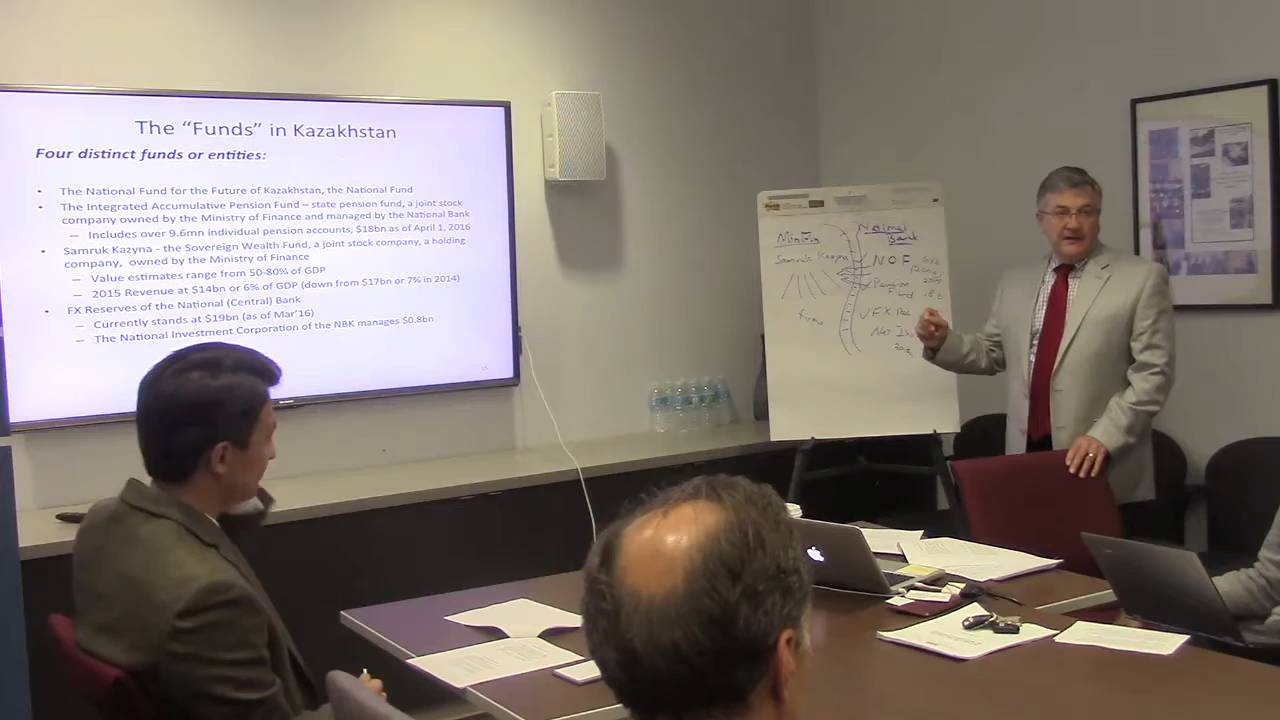 The “Funds” in Kazakhstan
Four distinct funds or entities:
• The National Fund for the Future of Kazakhstan, the National Fund
• The Integrated Accumulative Pension Fund – state pension fund, a joint stock
company owned by the Ministry of Finance and managed by the National Bank
— Includes over 9.6mn individual pension accounts, $18bn as of April 1, 2016
• Samruk Kazyna - the Sovereign Wealth Fund, a joint stock company, a holding
company, owned by the Ministry of Finance
— Value estimates range from 50-80% of GDP
— 2015 Revenue at $14bn or 6% of GDP (down from $17bn or 7% in 2014)
• FX Reserves of the National (Central) Bank
— Currently stands at $19bn (as of Mar’16)
— The National Investment Corporation of the NBK manages $0.8bn
15
MinFin
Samruk Kazyna
firms
Bank
NOF
Pension
Fund
FX